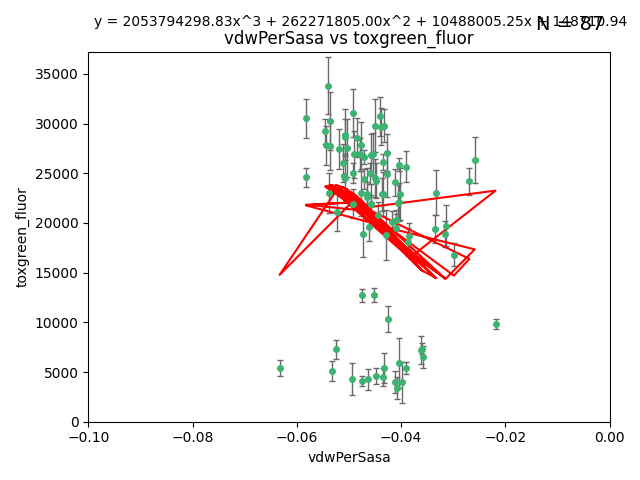 y = 2053794298.83x^3 + 262271805.00x^2 + 10488005.25x + 148710.94
N = 87
vdwPerSasa vs toxgreen_fluor
toxgreen_fluor
35000
30000
25000
20000
15000
10000
5000
0
−0.10
−0.08
−0.06
−0.04
−0.02
0.00
vdwPerSasa